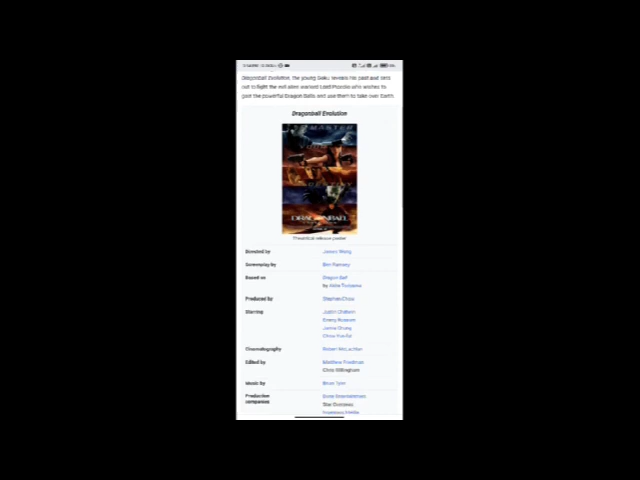 Dragonball Evolution, the young Goku reveals his past and sets
out to fight the evil alien warlord Lord Piccolo who wishes to
gain the powerful Dragon Balls and use them to take over Earth.
Dragonball Evolution
DRAGONBALL
Theatrical release poster
Directed by James Wong
Screenplay by Ben Ramsey
Based on Dragon Ball
by Akira Toriyama
Produced by Stephen Chow
Starring Justin Chatwin
Emmy Rossum
Jamie Chung
Chow Yun-Fat
Cinematography Robert McLachlan
Edited by Matthew Friedman
Chris Willingham
Music by Brian Tyler
Production
companies
Dune Entertainment
Star Overseas